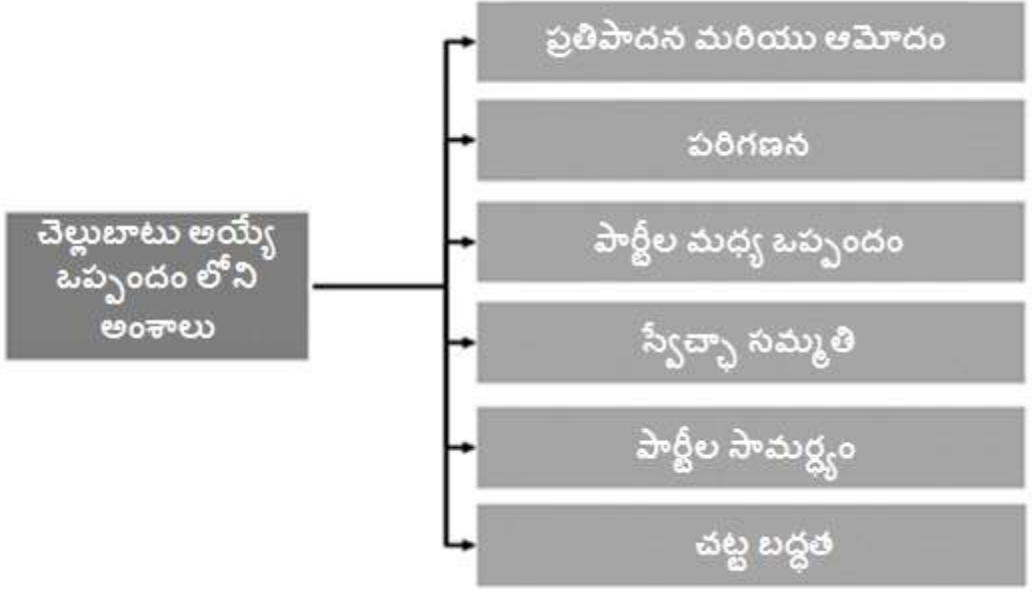 చెల్లుబాటు అయ్యే
ఒప్పందం లోని
అంశాలు
ప్రతిపాదన మరియు ఆమోదం
పరిగణన
పార్టీల మధ్య ఒప్పందం
స్వేచ్ఛా సమ్మతి
పార్టీల సామర్ధ్యం
చట్ట బద్ధత